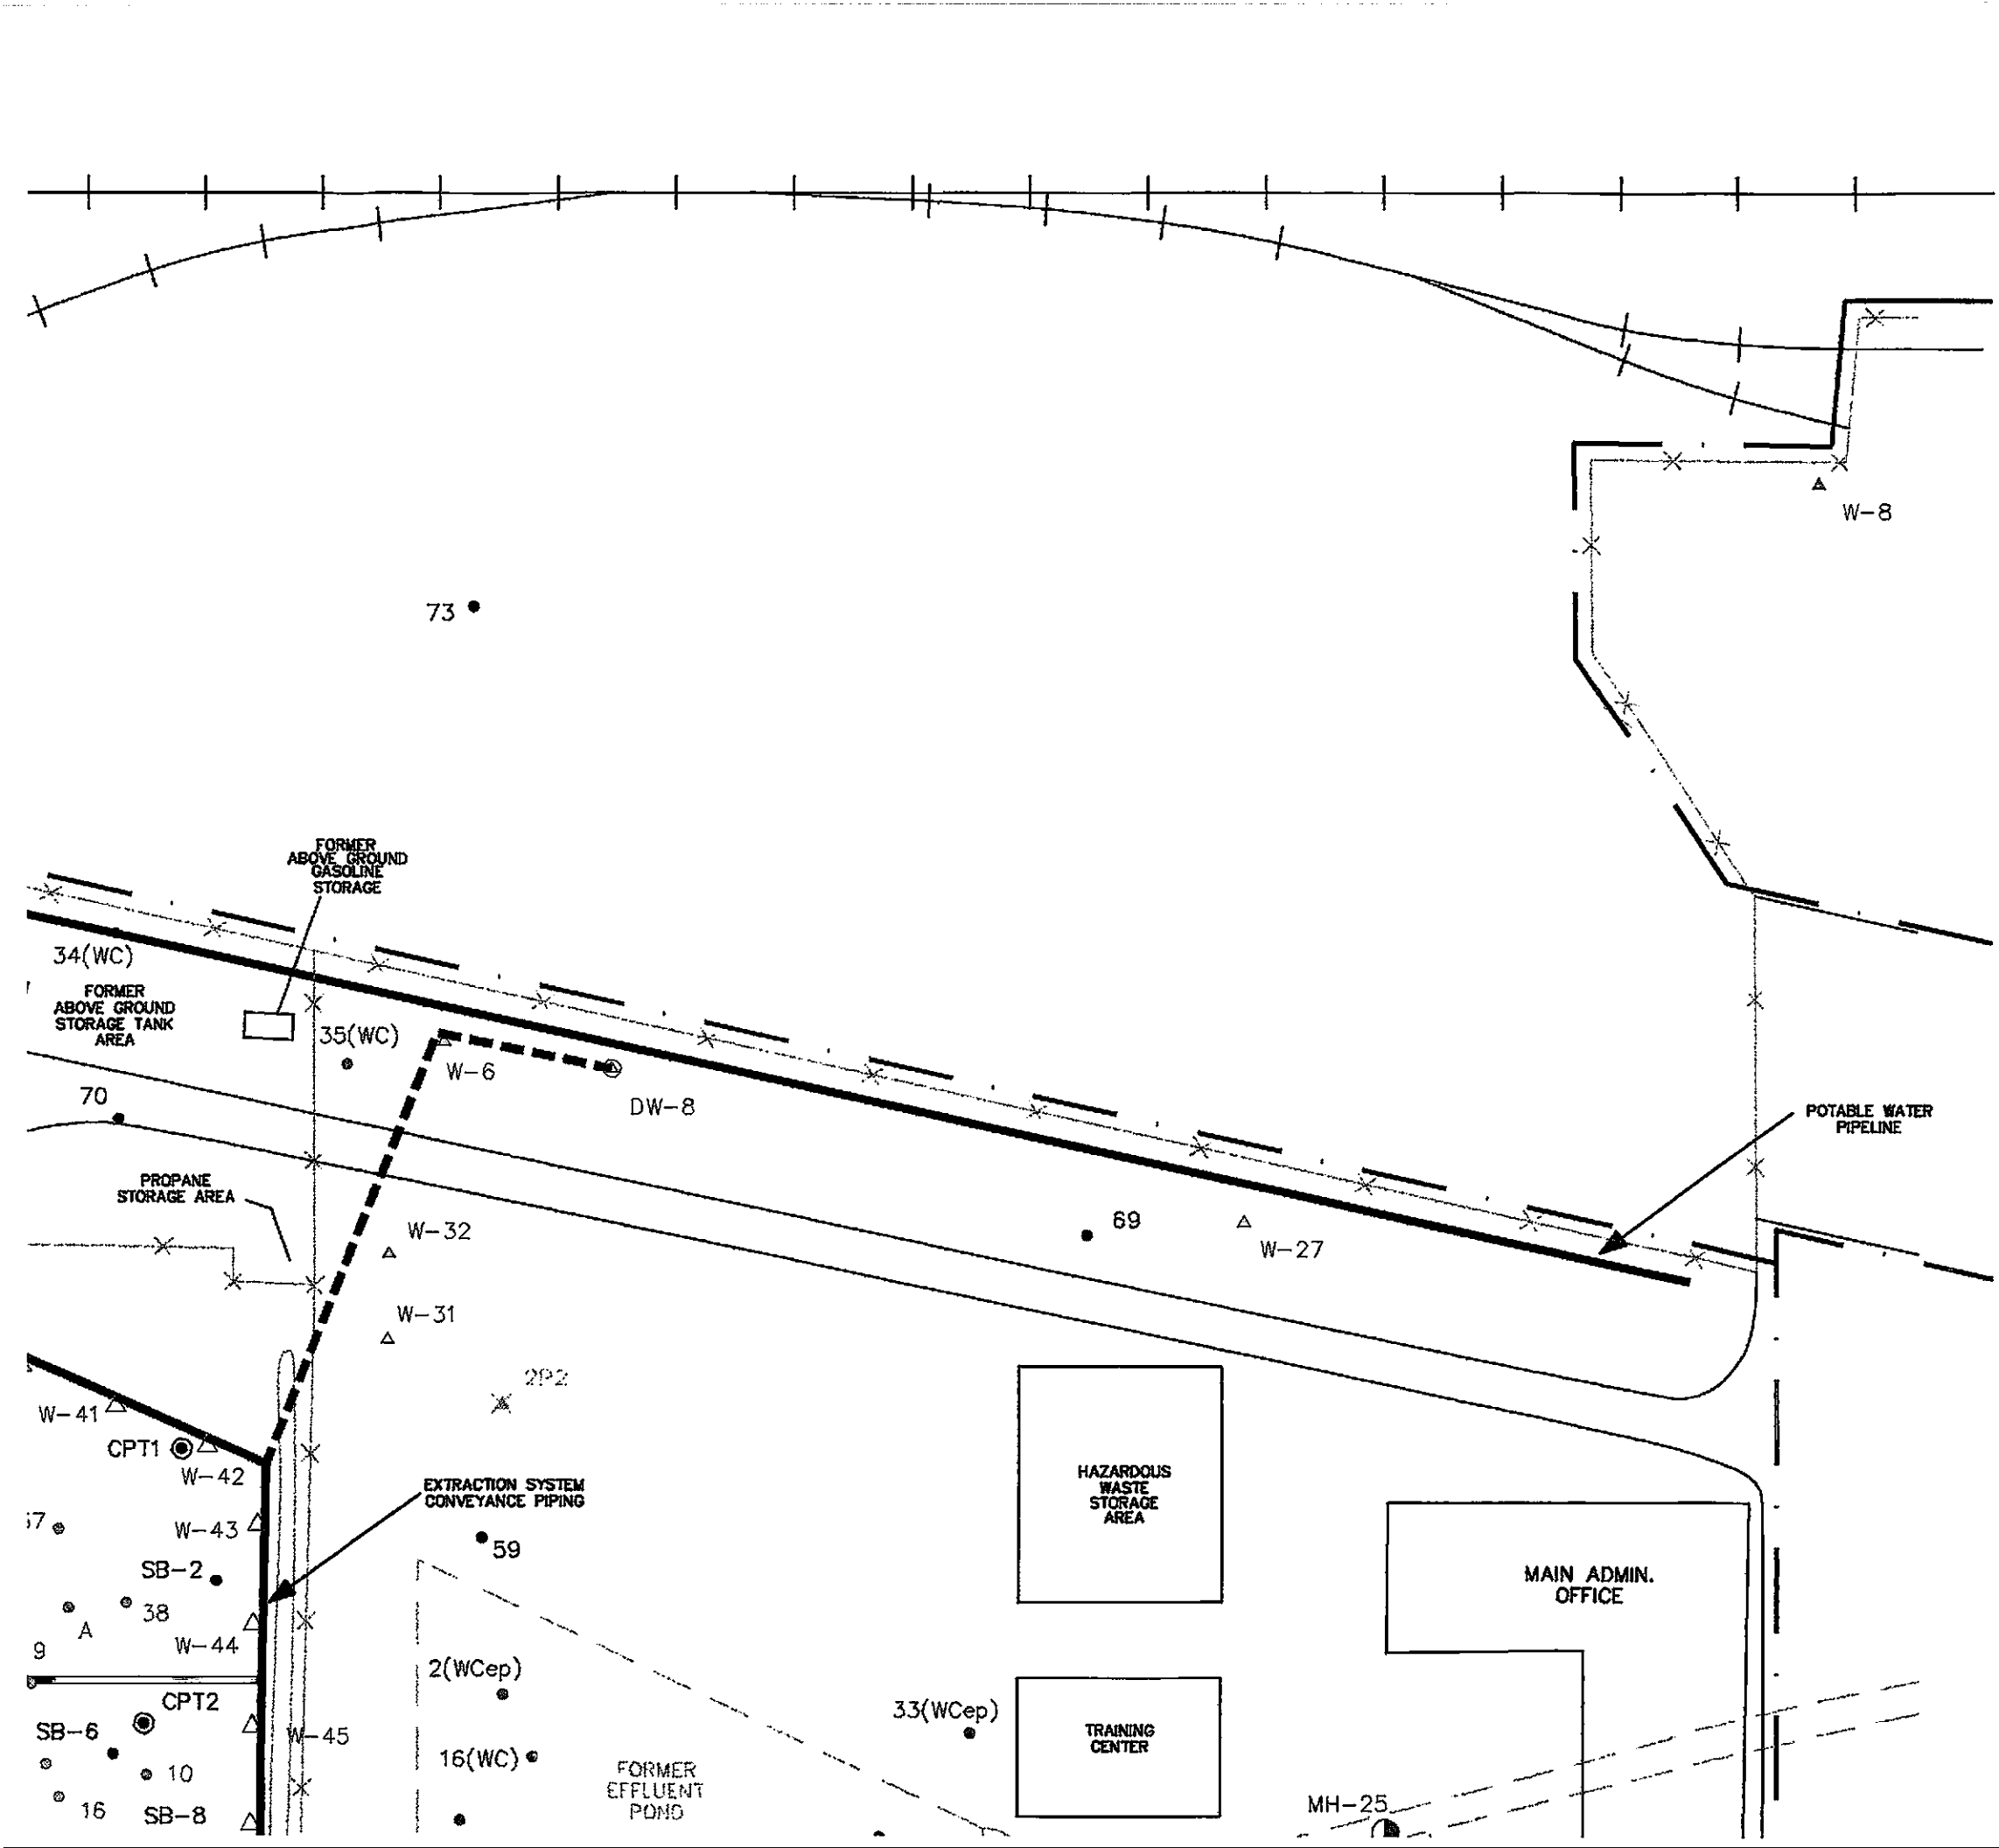 W-8
73
FORMER
ABOVE GROUND
GASOLINE
STORAGE
34(WC)
FORMER
ABOVE GROUND
STORAGE TANK
AREA
35(WC)
W-6
DW-8
70
POTABLE WATER
PIPELINE
PROPANE
STORAGE AREA
W-32
69
W-27
W-31
2P2
W-41
CPT1
W-42
HAZARDOUS
WASTE
STORAGE
AREA
EXTRACTION SYSTEM
CONVEYANCE PIPING
W-43
59
SB-2
MAIN ADMIN.
OFFICE
38
A
W-44
9
2(WCep)
CPT2
33(WCep)
SB-6
W-45
TRAINING
CENTER
16(WC)
10
FORMER
EFFLUENT
POND
16
SB-8
MH-25